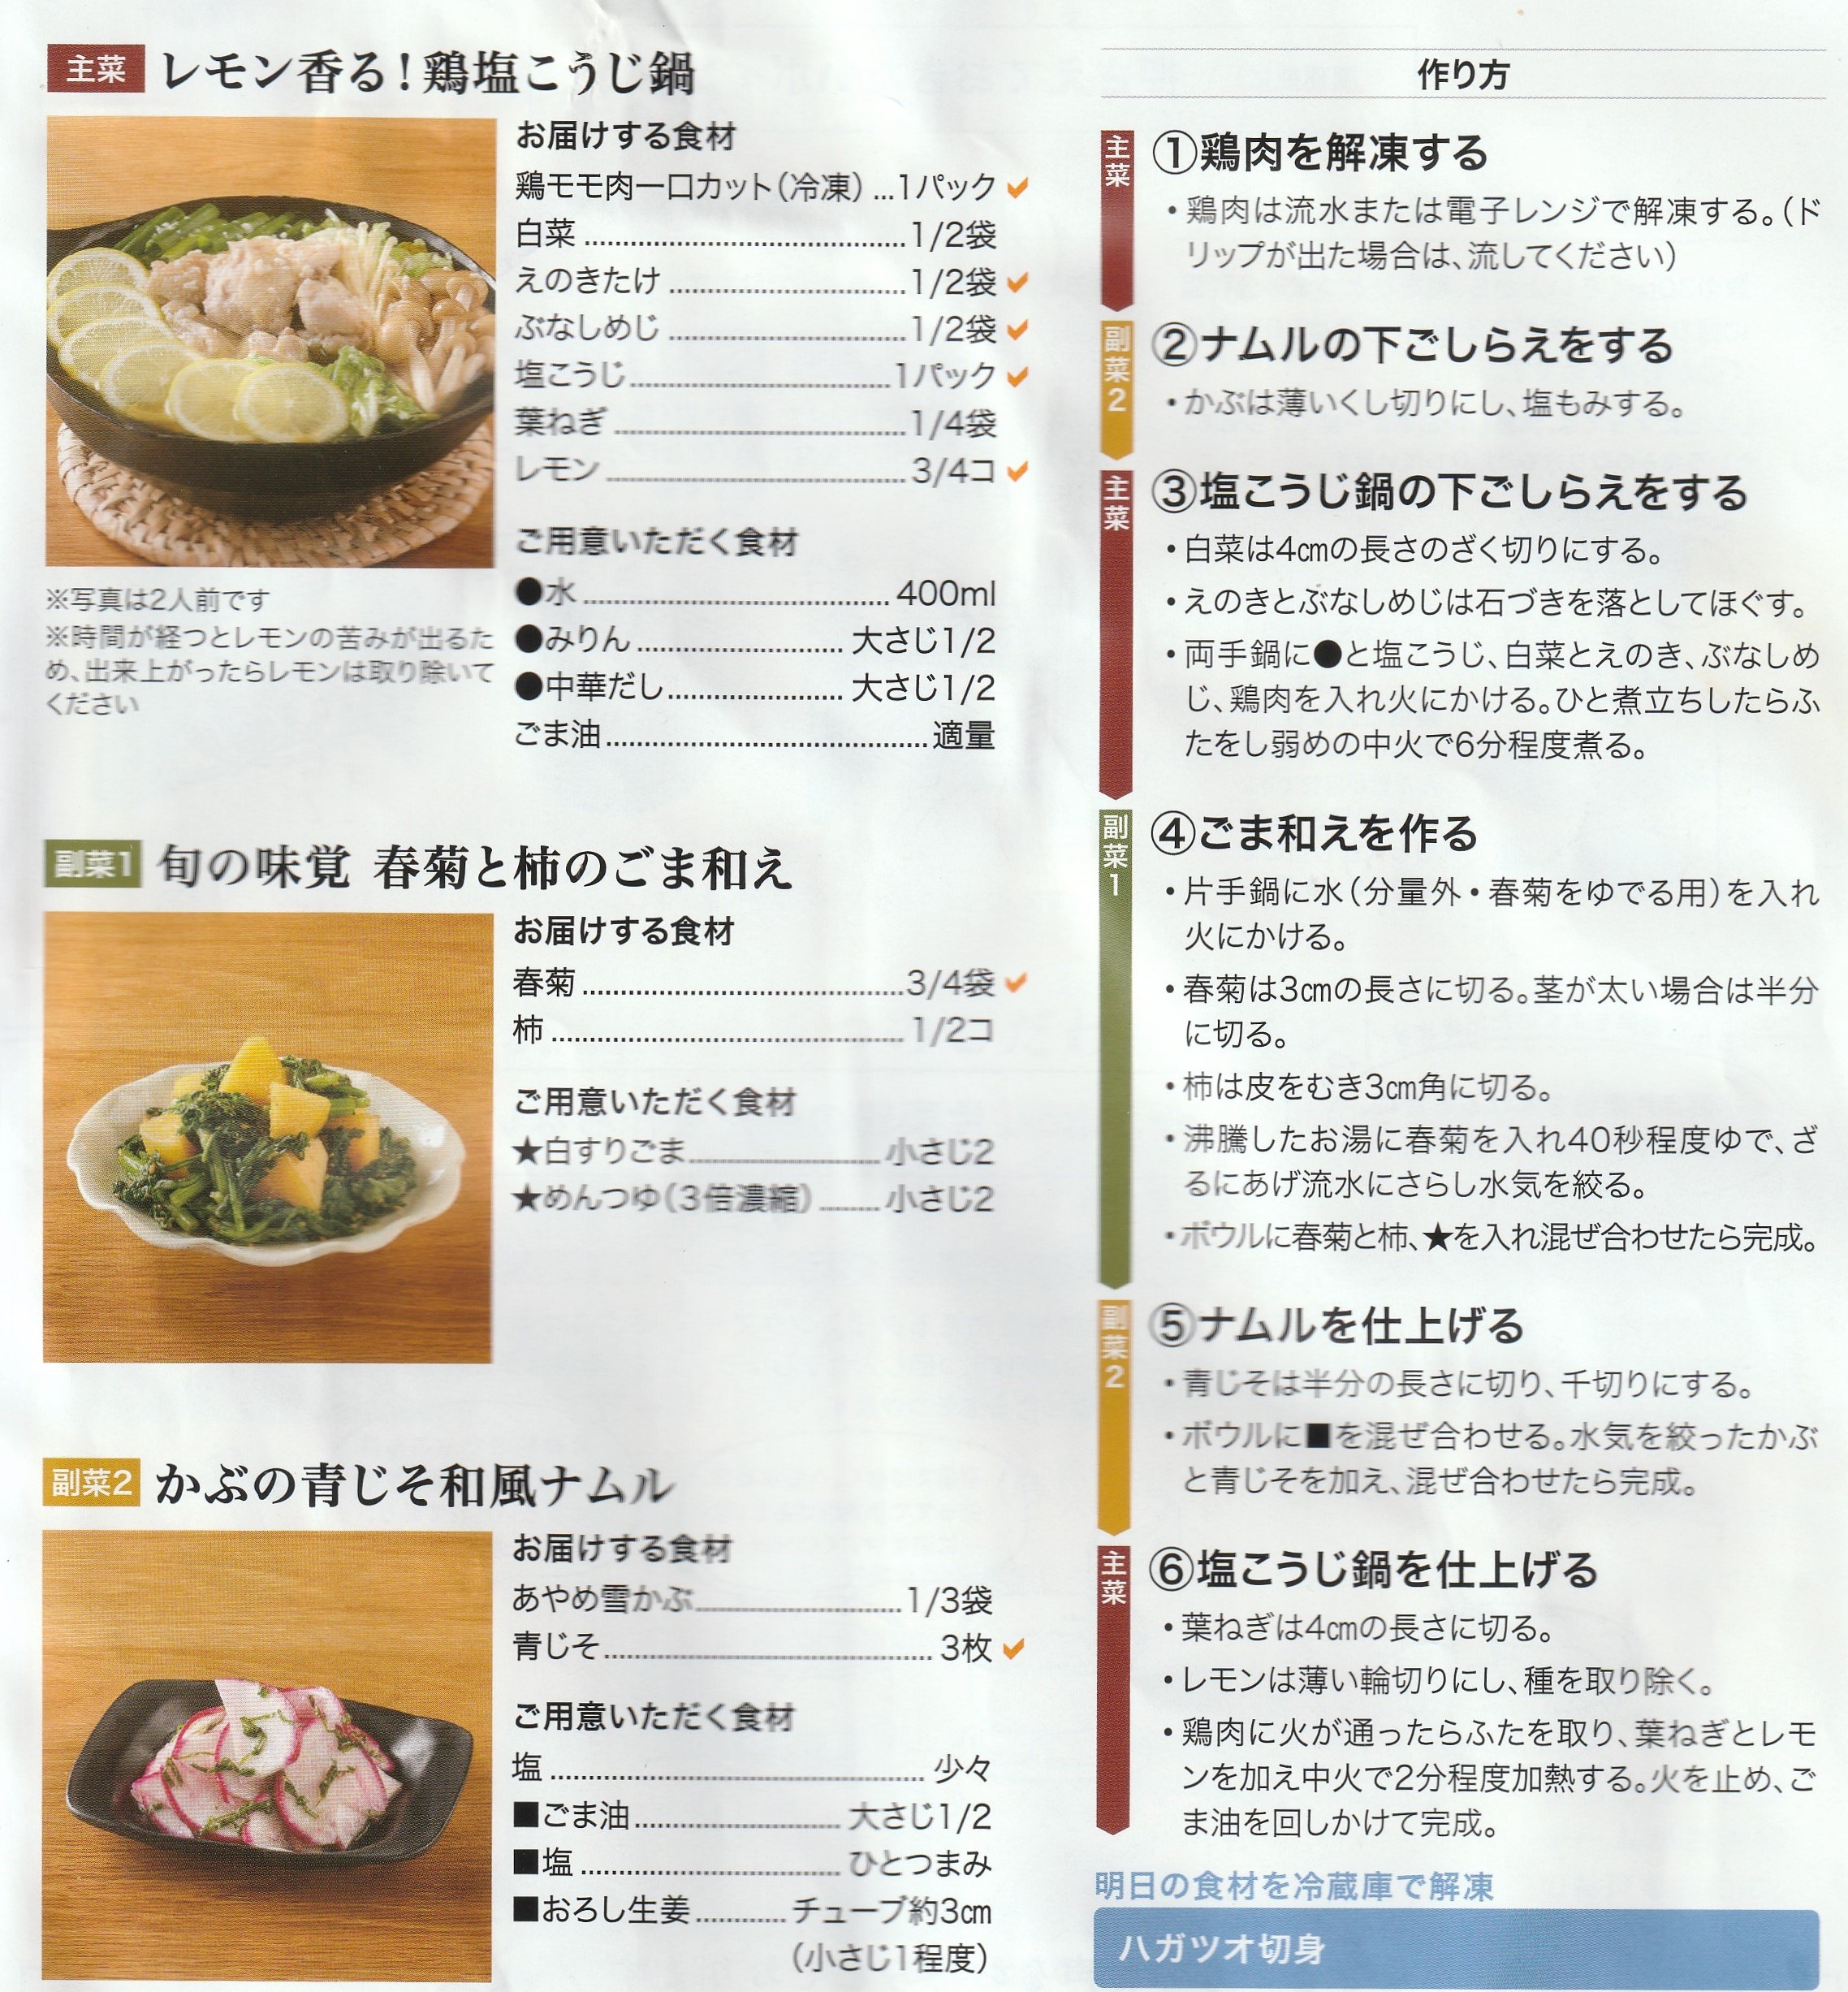 主菜 レモン香る！鶏塩こうじ鍋
お届けする食材
鶏モモ肉一口カット（冷凍）...1パック
白菜 ........ 1/2袋
えのきたけ ........ 1/2袋
ぶなしめじ ........ 1/2袋
塩こうじ ........ 1パック
葉ねぎ ........ 1/4袋
レモン ........ 3/4コ
ご用意いただく食材
●水 ........ 400ml
●みりん ........ 大さじ1/2
●中華だし ........ 大さじ1/2
ごま油 ........ 適量
※写真は2人前です
※時間が経つとレモンの苦みが出るた
め、出来上がったらレモンは取り除いて
ください
副菜1 旬の味覚 春菊と柿のごま和え
お届けする食材
春菊 ........ 3/4袋
柿 ........ 1/2コ
ご用意いただく食材
★白すりごま ........ 小さじ2
★めんつゆ（3倍濃縮） ........ 小さじ2
副菜2 かぶの青じそ和風ナムル
お届けする食材
あやめ雪かぶ ........ 1/3袋
青じそ ........ 3枚
ご用意いただく食材
塩 ........ 少々
■ごま油 ........ 大さじ1/2
■塩 ........ ひとつまみ
■おろし生姜 ........ チューブ約3cm
（小さじ1程度）
作り方
主菜
①鶏肉を解凍する
・鶏肉は流水または電子レンジで解凍する。（ド
リップが出た場合は、流してください）
副菜2
②ナムルの下ごしらえをする
・かぶは薄いくし切りにし、塩もみする。
主菜
③塩こうじ鍋の下ごしらえをする
・白菜は4cmの長さのざく切りにする。
・えのきとぶなしめじは石づきを落としてほぐす。
・両手鍋に●と塩こうじ、白菜とえのき、ぶなしめ
じ、鶏肉を入れ火にかける。ひと煮立ちしたらふ
たをし弱めの中火で6分程度煮る。
副菜1
④ごま和えを作る
・片手鍋に水（分量外・春菊をゆでる用）を入れ
火にかける。
・春菊は3cmの長さに切る。茎が太い場合は半分
に切る。
・柿は皮をむき3cm角に切る。
・沸騰したお湯に春菊を入れ40秒程度ゆで、ざ
るにあげ流水にさらし水気を絞る。
・ボウルに春菊と柿、★を入れ混ぜ合わせたら完成。
副菜2
⑤ナムルを仕上げる
・青じそは半分の長さに切り、千切りにする。
・ボウルに■を混ぜ合わせる。水気を絞ったかぶ
と青じそを加え、混ぜ合わせたら完成。
主菜
⑥塩こうじ鍋を仕上げる
・葉ねぎは4cmの長さに切る。
・レモンは薄い輪切りにし、種を取り除く。
・鶏肉に火が通ったらふたを取り、葉ねぎとレモ
ンを加え中火で2分程度加熱する。火を止め、ご
ま油を回しかけて完成。
明日の食材を冷蔵庫で解凍
ハガツオ切身